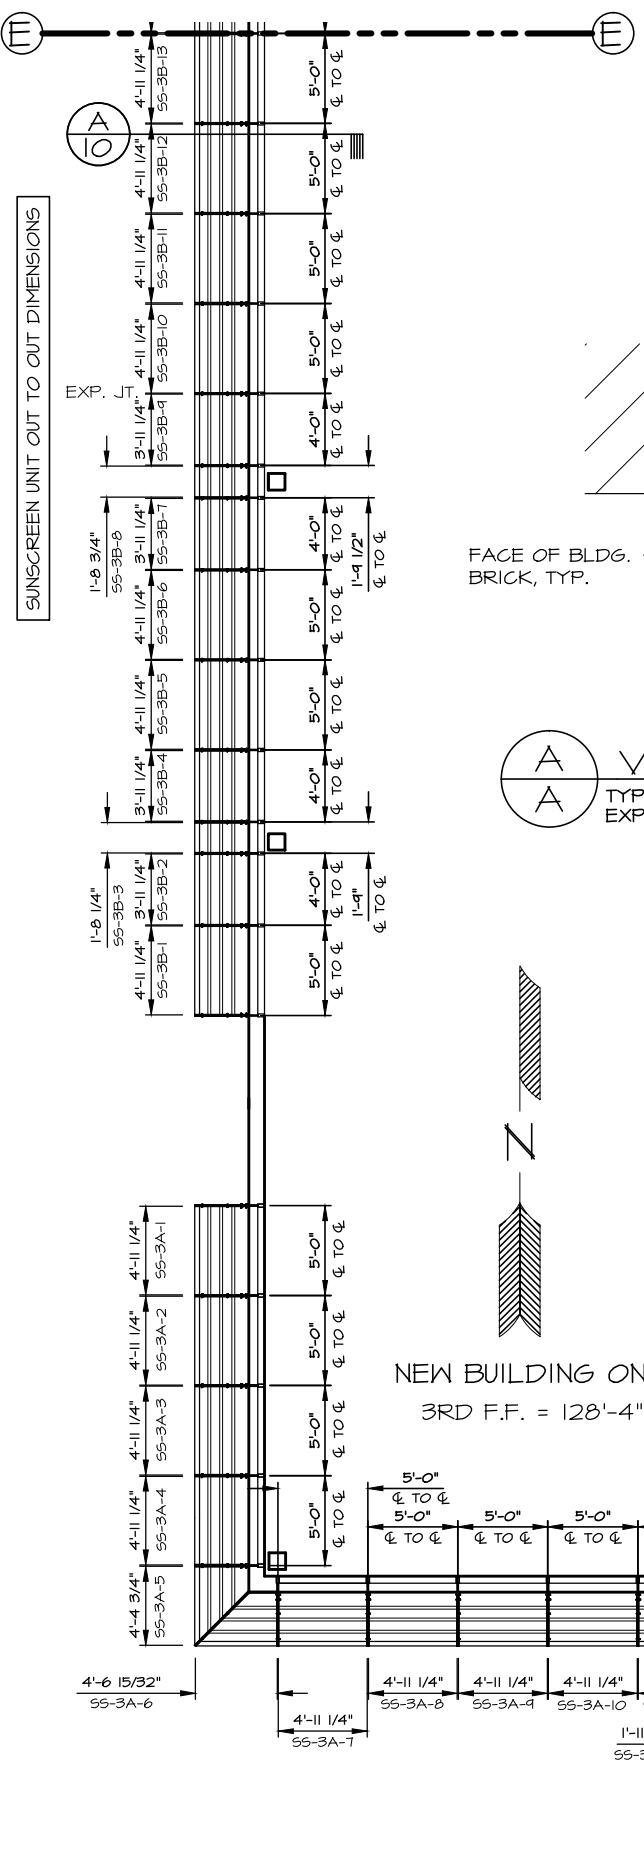 E
E
4'-11 1/4"
SS-3B-13
5'-0"
℄ TO ℄
A
10
4'-11 1/4"
SS-3B-12
5'-0"
℄ TO ℄
SUNSCREEN UNIT OUT TO OUT DIMENSIONS
4'-11 1/4"
SS-3B-11
5'-0"
℄ TO ℄
4'-11 1/4"
SS-3B-10
5'-0"
℄ TO ℄
EXP. JT.
3'-11 1/4"
SS-3B-9
4'-0"
℄ TO ℄
1'-8 3/4"
SS-3B-8
1'-9 1/2"
℄ TO ℄
3'-11 1/4"
SS-3B-7
4'-0"
℄ TO ℄
FACE OF BLDG.
BRICK, TYP.
4'-11 1/4"
SS-3B-6
5'-0"
℄ TO ℄
4'-11 1/4"
SS-3B-5
5'-0"
℄ TO ℄
3'-11 1/4"
SS-3B-4
4'-0"
℄ TO ℄
A
A
V
TYP
EXP
1'-8 1/4"
SS-3B-3
1'-9"
℄ TO ℄
3'-11 1/4"
SS-3B-2
4'-0"
℄ TO ℄
4'-11 1/4"
SS-3B-1
5'-0"
℄ TO ℄
N
4'-11 1/4"
SS-3A-1
5'-0"
℄ TO ℄
4'-11 1/4"
SS-3A-2
5'-0"
℄ TO ℄
NEW BUILDING ON
3RD F.F. = 128'-4"
4'-11 1/4"
SS-3A-3
5'-0"
℄ TO ℄
4'-11 1/4"
SS-3A-4
5'-0"
℄ TO ℄
5'-0"
℄ TO ℄
5'-0" 5'-0" 5'-0"
℄ TO ℄ ℄ TO ℄ ℄ TO ℄
4'-4 3/4"
SS-3A-5
4'-6 15/32" 4'-11 1/4" 4'-11 1/4" 4'-11 1/4"
SS-3A-6 SS-3A-8 SS-3A-9 SS-3A-10
4'-11 1/4" 1'-11
SS-3A-7 SS-3